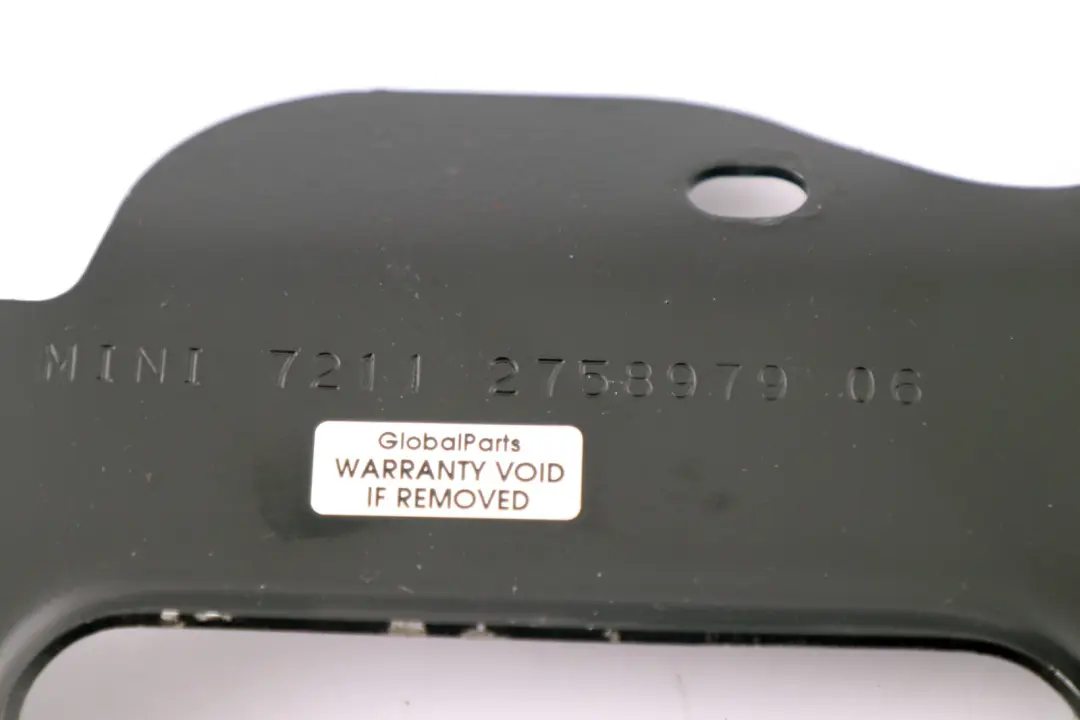 MINI 7211 2758979 06
GlobalParts
WARRANTY VOID
IF REMOVED